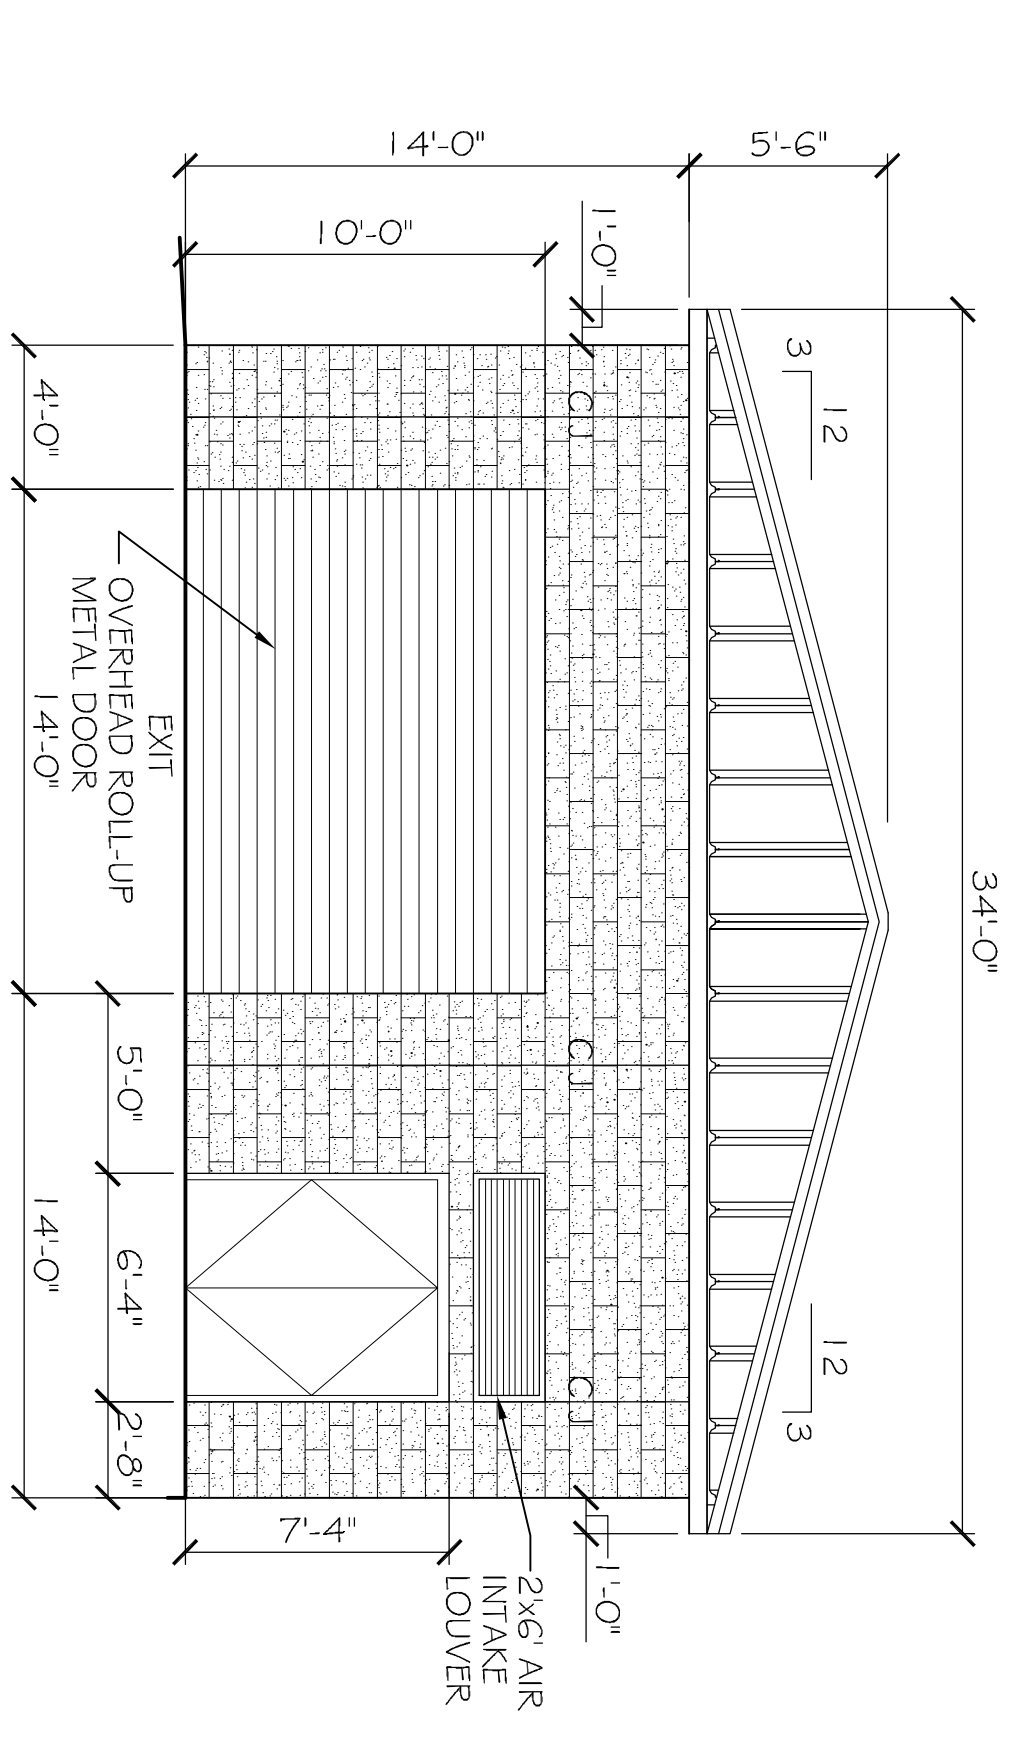 34'-0"
5'-6"
12
3
12
3
14'-0"
10'-0"
1'-0"
1'-0"
CJ
CJ
CJ
2'x6' AIR
INTAKE
LOUVER
7'-4"
EXIT
OVERHEAD ROLL-UP
METAL DOOR
5'-0"
6'-4"
2'-8"
4'-0"
14'-0"
14'-0"